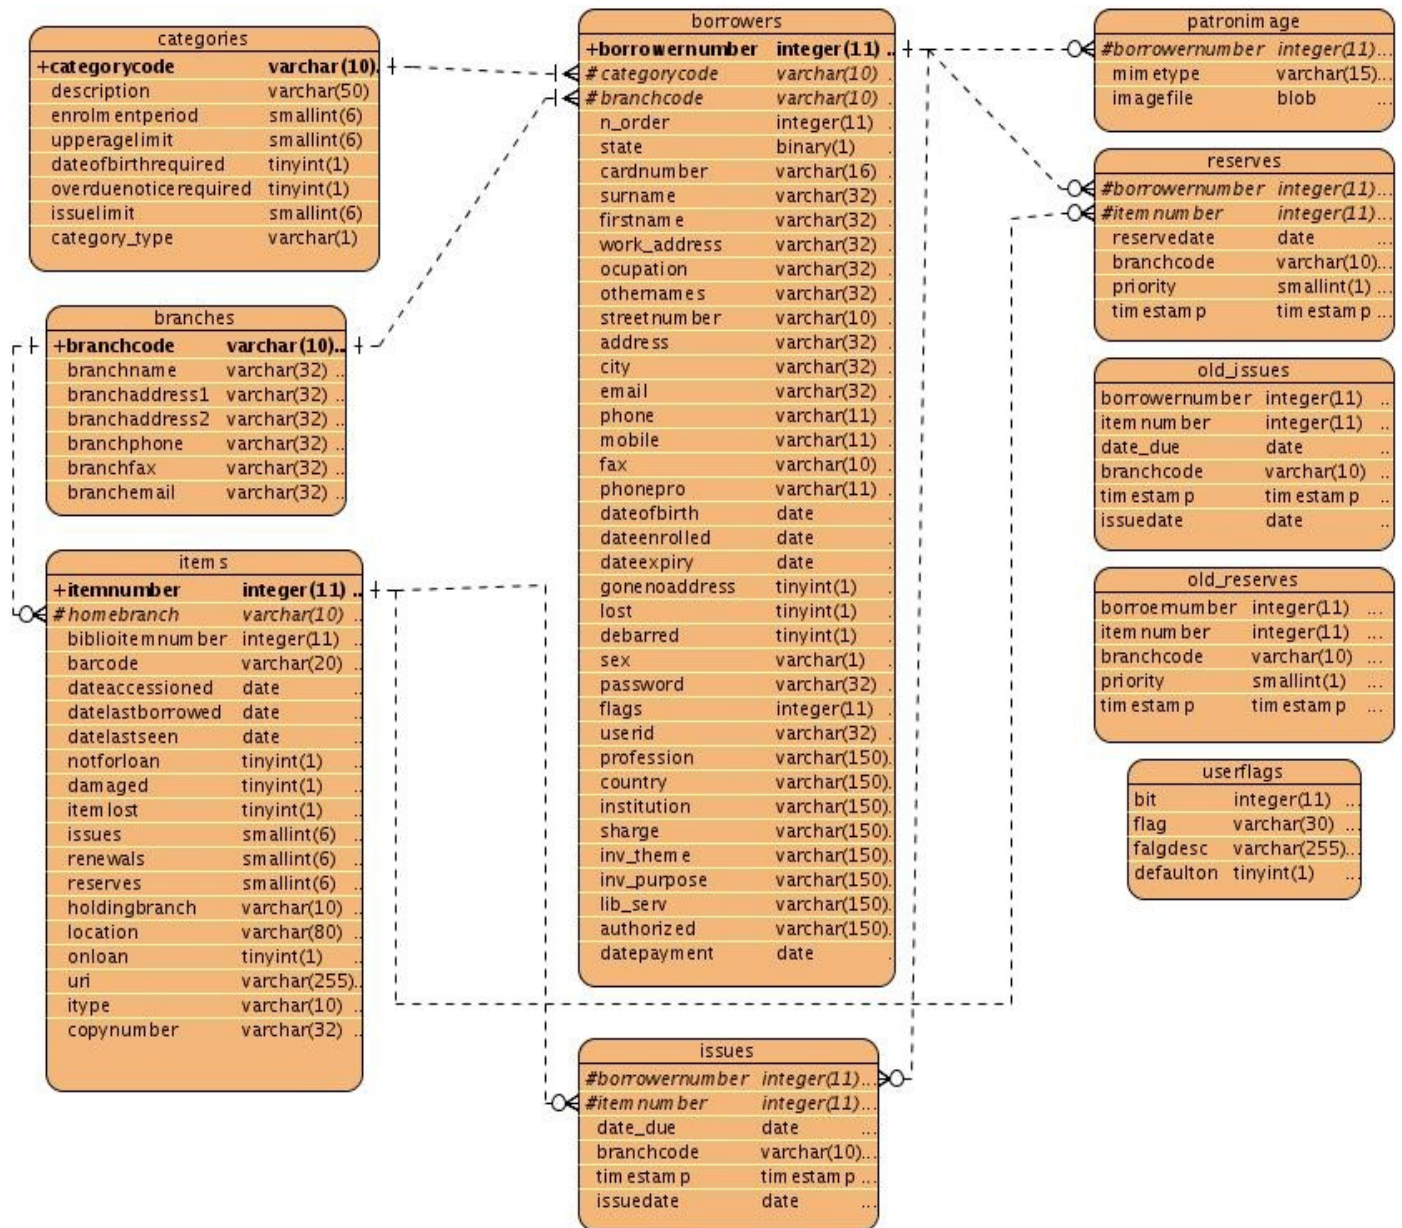 categories
+categorycode varchar(10)..
description varchar(50)
enrolmentperiod smallint(6)
upperagelimit smallint(6)
dateofbirthrequired tinyint(1)
overduenoticerequired tinyint(1)
issuelimit smallint(6)
category_type varchar(1)
branches
+branchcode varchar(10)..
branchname varchar(32) ..
branchaddress1 varchar(32) ..
branchaddress2 varchar(32) ..
branchphone varchar(32) ..
branchfax varchar(32) ..
branchemail varchar(32) ..
items
+itemnumber integer(11) ..
#homebranch varchar(10) ..
biblioitemnumber integer(11) ..
barcode varchar(20) ..
dateaccessioned date ..
datelastborrowed date ..
datelastseen date ..
notforloan tinyint(1) ..
damaged tinyint(1) ..
itemlost tinyint(1) ..
issues smallint(6) ..
renewals smallint(6) ..
reserves smallint(6) ..
holdingbranch varchar(10) ..
location varchar(80) ..
onloan tinyint(1) ..
uri varchar(255)..
itype varchar(10) ..
copynumber varchar(32) ..
borrowers
+borrowernumber integer(11) ..
#categorycode varchar(10) .
#branchcode varchar(10) .
n_order integer(11) .
state binary(1) .
cardnumber varchar(16) .
surname varchar(32) .
firstname varchar(32) .
work_address varchar(32) .
ocupation varchar(32) .
othernames varchar(32) .
streetnumber varchar(10) .
address varchar(32) .
city varchar(32) .
email varchar(32) .
phone varchar(11) .
mobile varchar(11) .
fax varchar(10) .
phonepro varchar(11) .
dateofbirth date .
dateenrolled date .
dateexpiry date .
gonenoaddress tinyint(1) .
lost tinyint(1) .
debarred tinyint(1) .
sex varchar(1) .
password varchar(32) .
flags integer(11) .
userid varchar(32) .
profession varchar(150).
country varchar(150).
institution varchar(150).
sharge varchar(150).
inv_theme varchar(150).
inv_purpose varchar(150).
lib_serv varchar(150).
authorized varchar(150).
datepayment date .
issues
#borrowernumber integer(11)...
#itemnumber integer(11)...
date_due date ...
branchcode varchar(10)...
timestamp timestamp ...
issuedate date ...
patronimage
#borrowernumber integer(11)...
mimetype varchar(15)...
imagefile blob ...
reserves
#borrowernumber integer(11)...
#itemnumber integer(11)...
reservedate date ...
branchcode varchar(10)...
priority smallint(1) ...
timestamp timestamp ...
old_issues
borrowernumber integer(11) ..
itemnumber integer(11) ..
date_due date ..
branchcode varchar(10) ..
timestamp timestamp ..
issuedate date ..
old_reserves
borroernumber integer(11) ...
itemnumber integer(11) ...
branchcode varchar(10) ...
priority smallint(1) ...
timestamp timestamp ...
userflags
bit integer(11) ...
flag varchar(30) ...
falgdesc varchar(255)...
defaulton tinyint(1) ...